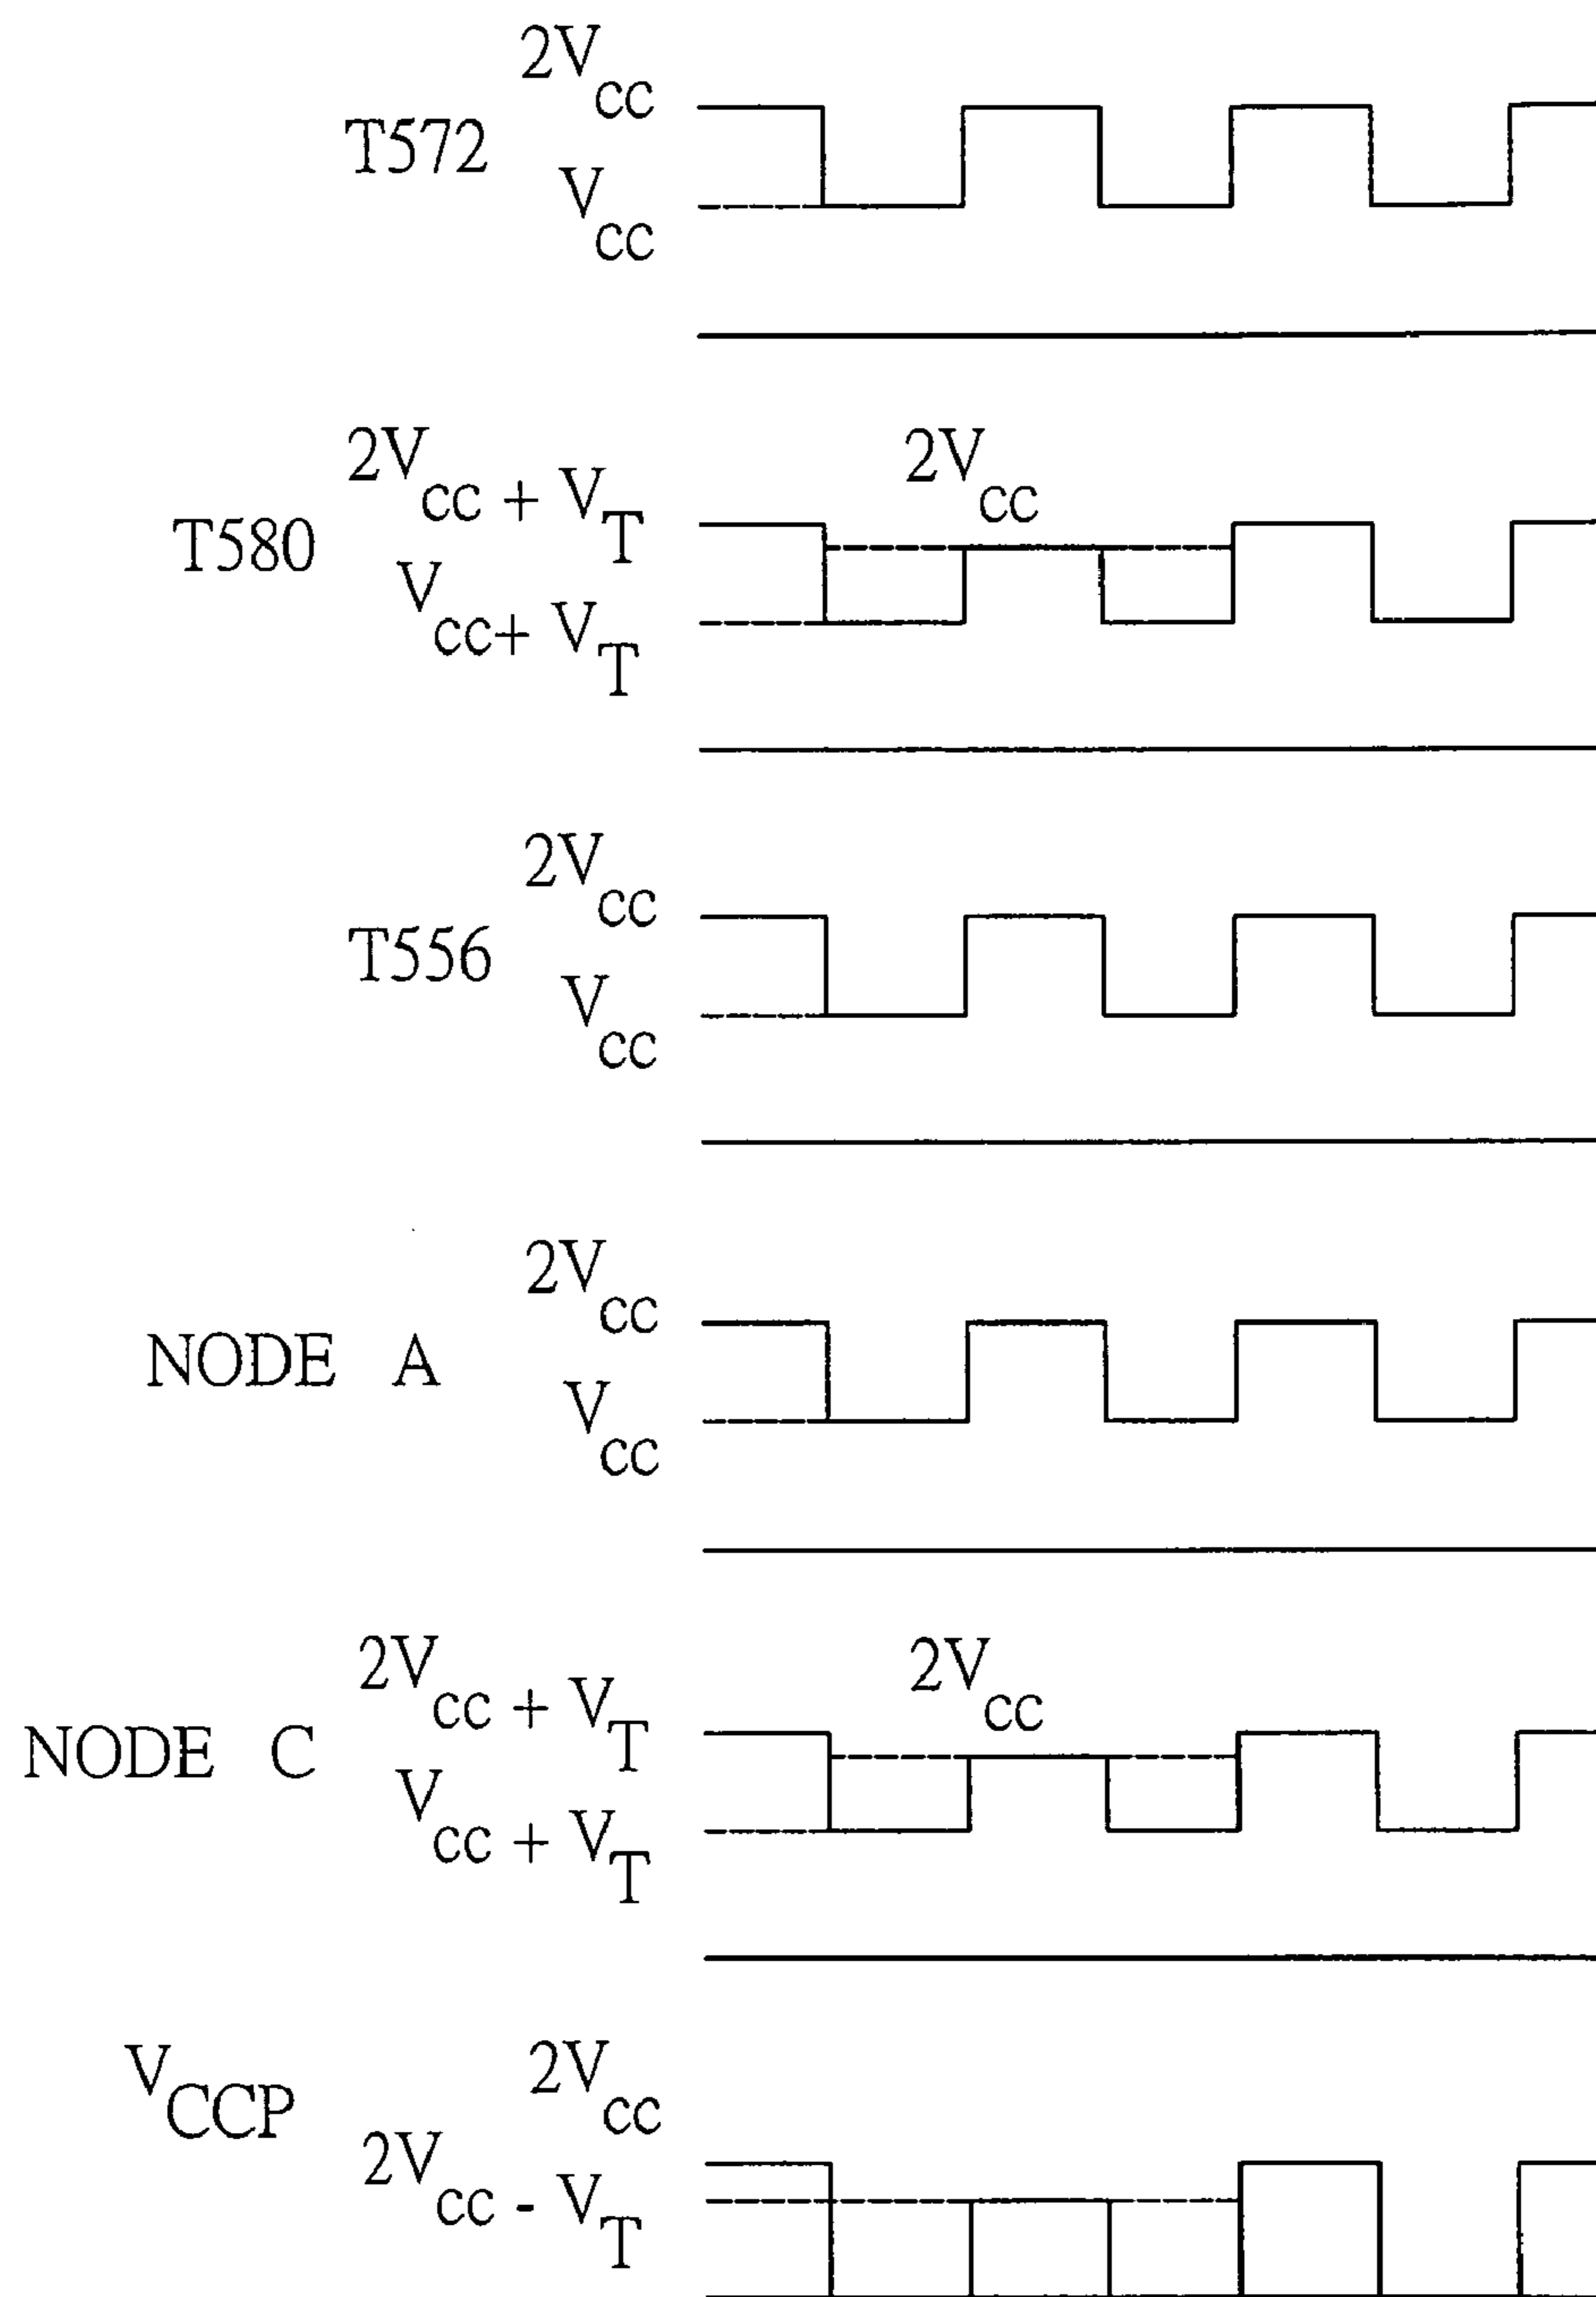 2VCC
T572
VCC
2VCC + VT
2VCC
T580
VCC+ VT
2VCC
T556
VCC
2VCC
NODE A
VCC
2VCC + VT
2VCC
NODE C
VCC + VT
VCCP
2VCC
2VCC - VT